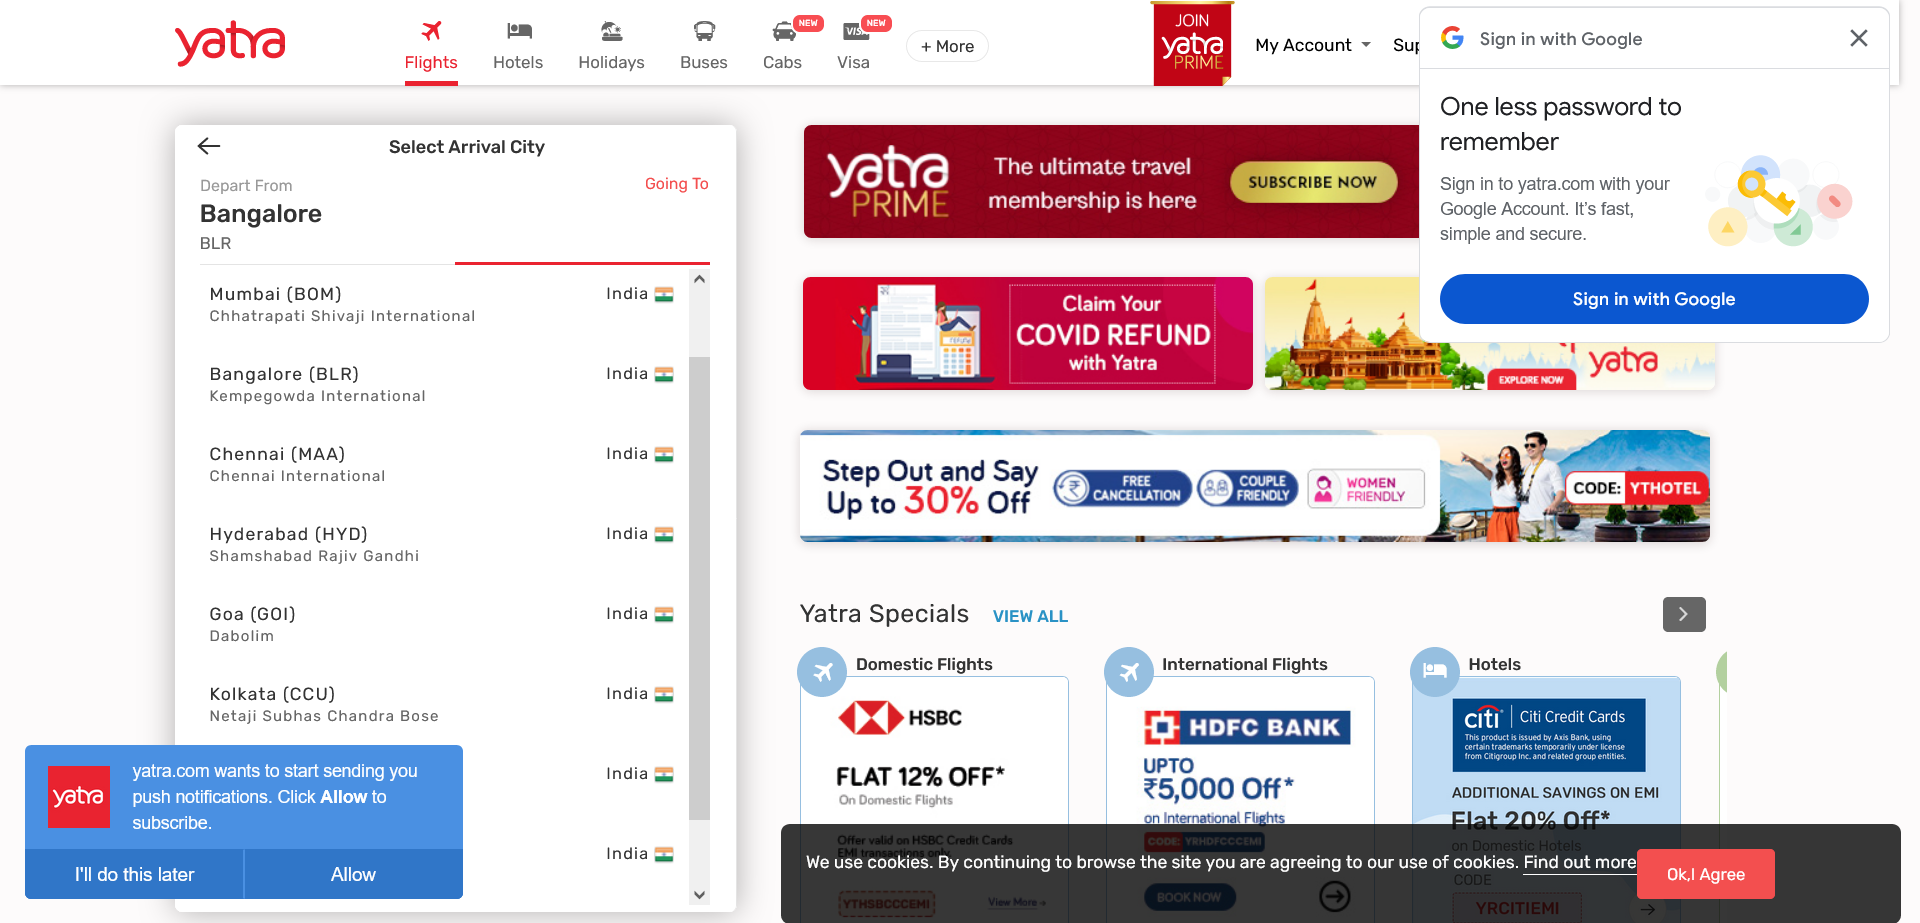 yatra
Flights
Hotels
Holidays
Buses
NEW
Cabs
VISA
NEW
Visa
+ More
JOIN
yatra
PRIME
My Account
Sup
Sign in with Google
One less password to
remember
Sign in to yatra.com with your
Google Account. It's fast,
simple and secure.
Sign in with Google
Select Arrival City
Depart From
Going To
Bangalore
BLR
Mumbai (BOM)
India
Chhatrapati Shivaji International
Bangalore (BLR)
India
Kempegowda International
Chennai (MAA)
India
Chennai International
Hyderabad (HYD)
India
Shamshabad Rajiv Gandhi
Goa (GOI)
India
Dabolim
Kolkata (CCU)
India
Netaji Subhas Chandra Bose
India
India
yatra
yatra.com wants to start sending you
push notifications. Click Allow to
subscribe.
I'll do this later
Allow
yatra
PRIME
The ultimate travel
membership is here
SUBSCRIBE NOW
REFUND
Claim Your
COVID REFUND
with Yatra
EXPLORE NOW
yatra
Step Out and Say
Up to 30% Off
FREE
CANCELLATION
COUPLE
FRIENDLY
WOMEN
FRIENDLY
CODE: YTHOTEL
Yatra Specials
VIEW ALL
Domestic Flights
HSBC
FLAT 12% OFF*
On Domestic Flights
Offer valid on HSBC Credit Cards
EMI transactions only
YTHSBCCCEMI
View More
International Flights
HDFC BANK
UPTO
₹5,000 Off*
on International Flights
CODE: YRHDFCCCEMI
BOOK NOW
Hotels
citi
Citi Credit Cards
This product is issued by Axis Bank, using
certain trademarks temporarily under license
from Citigroup Inc. and related group entities.
ADDITIONAL SAVINGS ON EMI
Flat 20% Off*
on Domestic Hotels
CODE
YRCITIEMI
We use cookies. By continuing to browse the site you are agreeing to our use of cookies. Find out more
Ok,I Agree